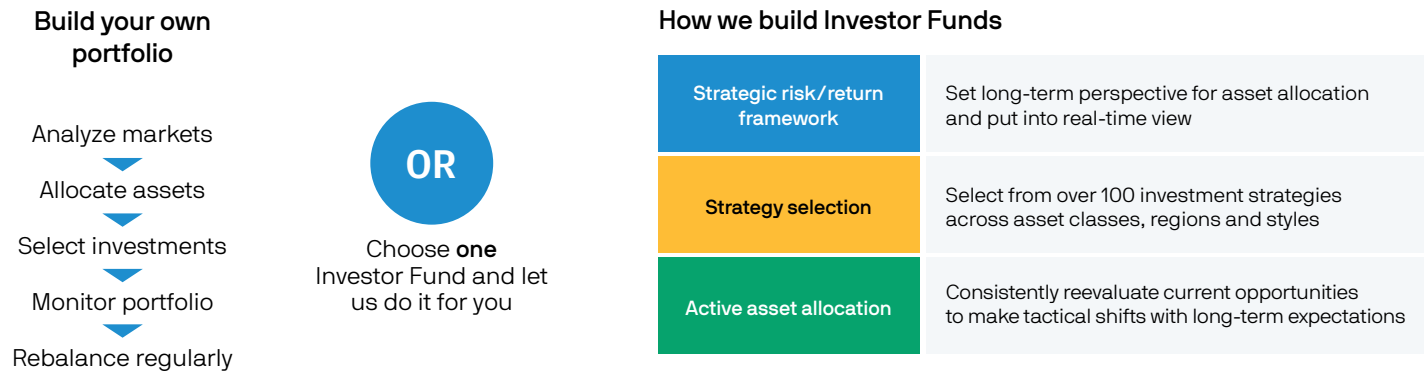 Build your own
portfolio
Analyze markets
Allocate assets
Select investments
Monitor portfolio
Rebalance regularly
OR
Choose one
Investor Fund and let
us do it for you
How we build Investor Funds
Strategic risk/return
framework
Set long-term perspective for asset allocation
and put into real-time view
Strategy selection
Select from over 100 investment strategies
across asset classes, regions and styles
Active asset allocation
Consistently reevaluate current opportunities
to make tactical shifts with long-term expectations